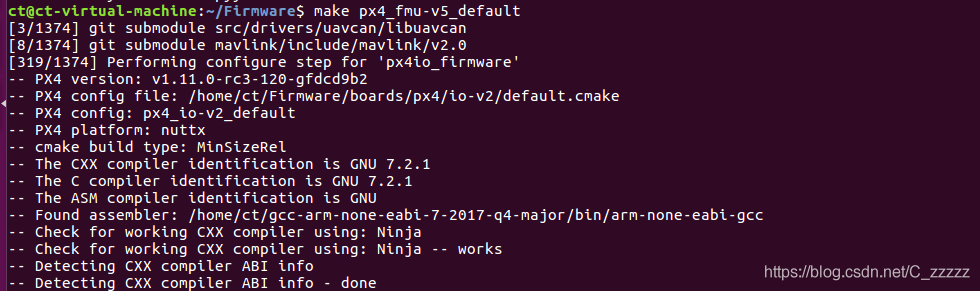 ct@ct-virtual-machine:~/Firmware$ make px4_fmu-v5_default
[3/1374] git submodule src/drivers/uavcan/libuavcan
[8/1374] git submodule mavlink/include/mavlink/v2.0
[319/1374] Performing configure step for 'px4io_firmware'
-- PX4 version: v1.11.0-rc3-120-gfdcd9b2
-- PX4 config file: /home/ct/Firmware/boards/px4/io-v2/default.cmake
-- PX4 config: px4_io-v2_default
-- PX4 platform: nuttx
-- cmake build type: MinSizeRel
-- The CXX compiler identification is GNU 7.2.1
-- The C compiler identification is GNU 7.2.1
-- The ASM compiler identification is GNU
-- Found assembler: /home/ct/gcc-arm-none-eabi-7-2017-q4-major/bin/arm-none-eabi-gcc
-- Check for working CXX compiler using: Ninja
-- Check for working CXX compiler using: Ninja -- works
-- Detecting CXX compiler ABI info
-- Detecting CXX compiler ABI info - done
https://blog.csdn.net/C_zzzzz